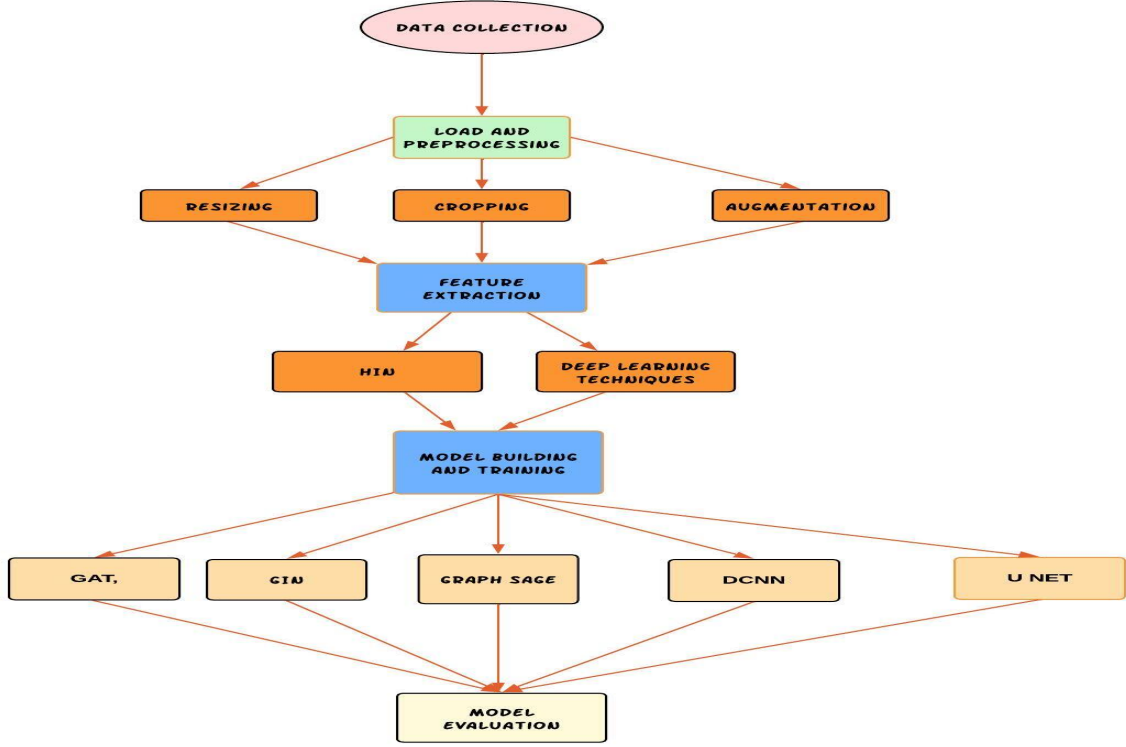 DATA COLLECTION
LOAD AND
PREPROCESSING
RESIZING
CROPPING
AUGMENTATION
FEATURE
EXTRACTION
HIN
DEEP LEARNING
TECHNIQUES
MODEL BUILDING
AND TRAINING
GAT,
GIN
GRAPH SAGE
DCNN
U NET
MODEL
EVALUATION